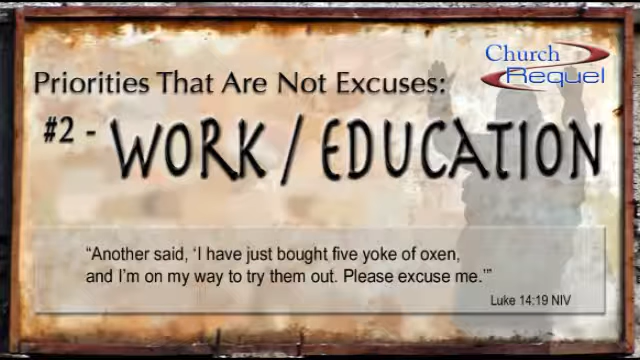 Church
Requel
Priorities That Are Not Excuses:
#2 - WORK / EDUCATION
“Another said, ‘I have just bought five yoke of oxen,
and I’m on my way to try them out. Please excuse me.’”
Luke 14:19 NIV